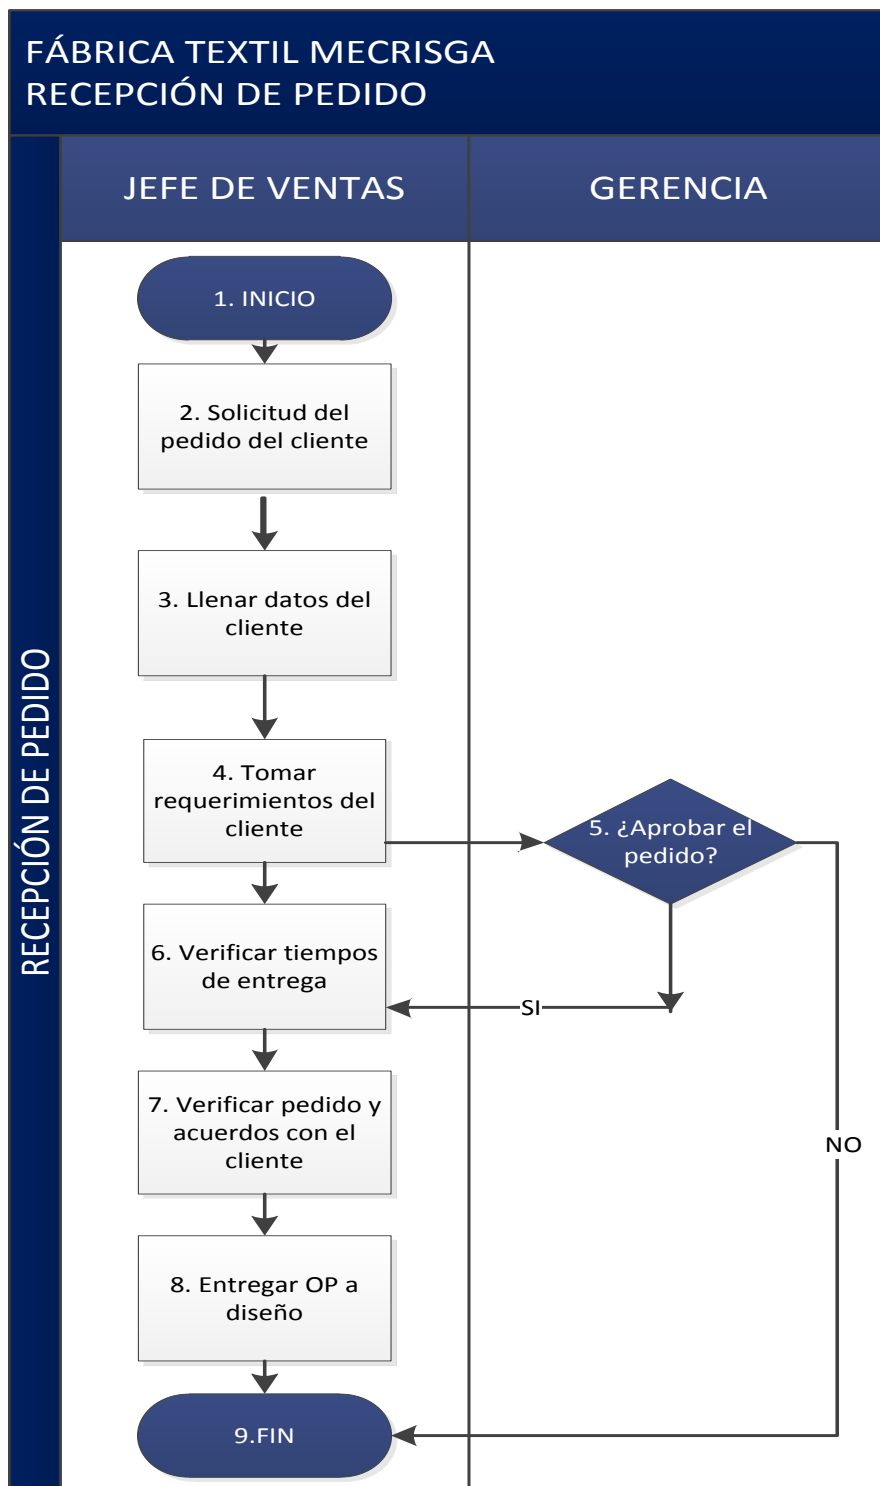 FÁBRICA TEXTIL MECRISGA
RECEPCIÓN DE PEDIDO
JEFE DE VENTAS
GERENCIA
RECEPCIÓN DE PEDIDO
1. INICIO
2. Solicitud del
pedido del cliente
3. Llenar datos del
cliente
4. Tomar
requerimientos del
cliente
5. ¿Aprobar el
pedido?
6. Verificar tiempos
de entrega
SI
7. Verificar pedido y
acuerdos con el
cliente
NO
8. Entregar OP a
diseño
9.FIN